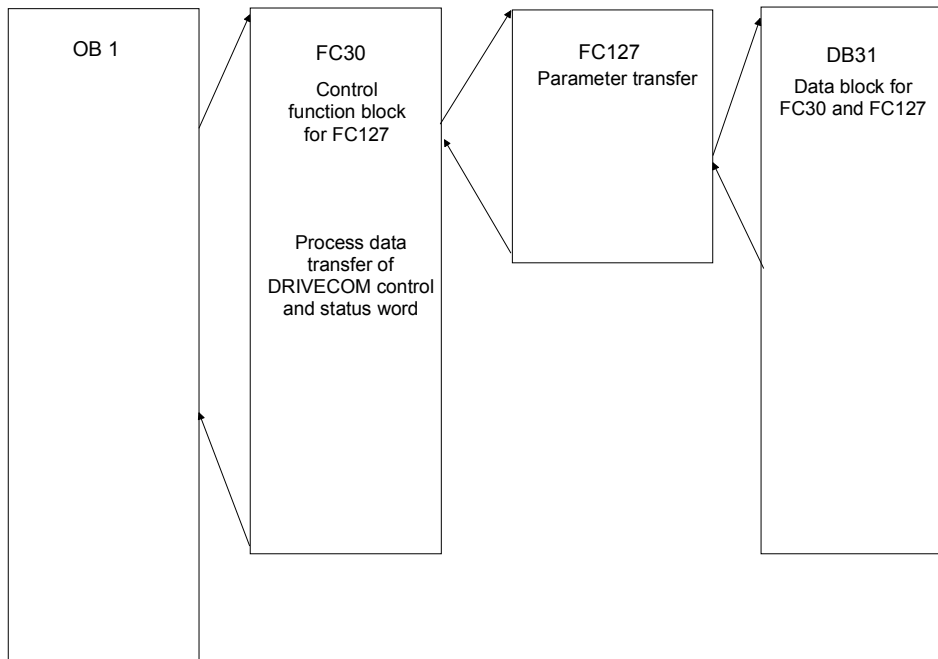 OB 1
FC30
Control
function block
for FC127
Process data
transfer of
DRIVECOM control
and status word
FC127
Parameter transfer
DB31
Data block for
FC30 and FC127